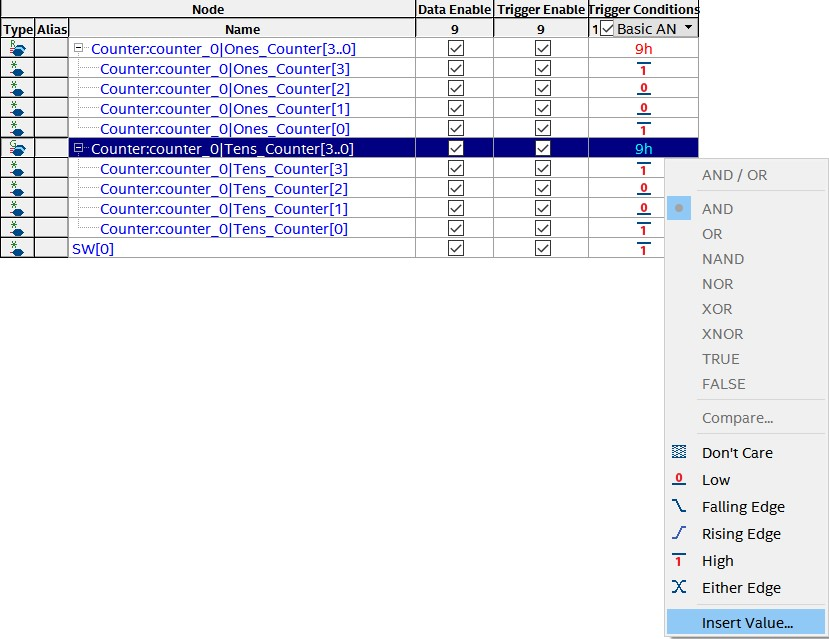 Node Data Enable Trigger Enable Trigger Conditions
Type Alias Name 9 9 1 Basic AN
Counter:counter_0|Ones_Counter[3..0] 9h
Counter:counter_0|Ones_Counter[3] 1
Counter:counter_0|Ones_Counter[2] 0
Counter:counter_0|Ones_Counter[1] 0
Counter:counter_0|Ones_Counter[0] 1
Counter:counter_0|Tens_Counter[3..0] 9h
Counter:counter_0|Tens_Counter[3] 1
Counter:counter_0|Tens_Counter[2] 0
Counter:counter_0|Tens_Counter[1] 0
Counter:counter_0|Tens_Counter[0] 1
SW[0] 1
AND / OR
AND
OR
NAND
NOR
XOR
XNOR
TRUE
FALSE
Compare...
Don't Care
0 Low
Falling Edge
Rising Edge
1 High
Either Edge
Insert Value...